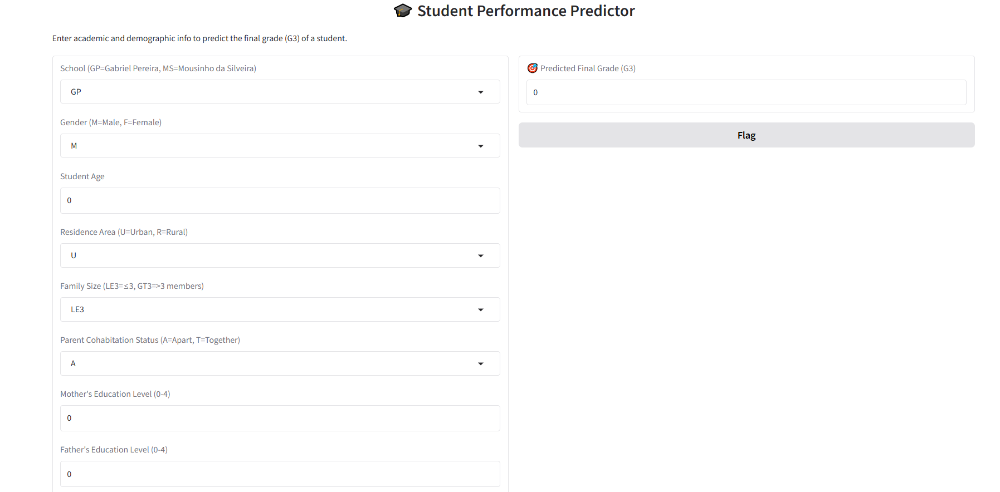 🎓 Student Performance Predictor
Enter academic and demographic info to predict the final grade (G3) of a student.
School (GP=Gabriel Pereira, MS=Mousinho da Silveira)
GP
Gender (M=Male, F=Female)
M
Student Age
0
Residence Area (U=Urban, R=Rural)
U
Family Size (LE3=≤3, GT3=>3 members)
LE3
Parent Cohabitation Status (A=Apart, T=Together)
A
Mother's Education Level (0-4)
0
Father's Education Level (0-4)
0
🎯 Predicted Final Grade (G3)
0
Flag